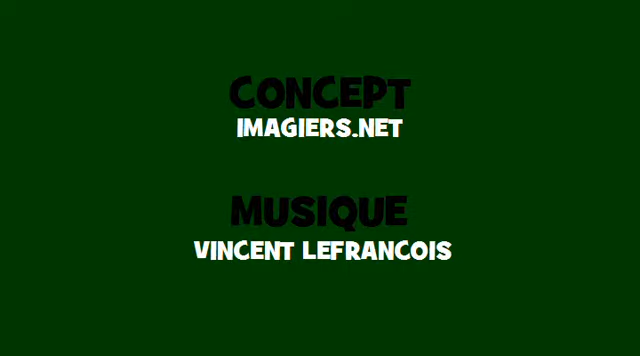 CONCEPT
IMAGIERS.NET
MUSIQUE
VINCENT LEFRANCOIS